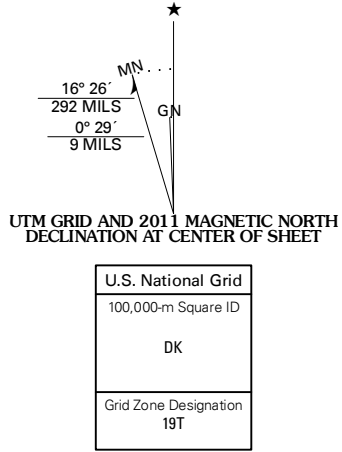 ★
MN
GN
16° 26´
292 MILS
0° 29´
9 MILS
UTM GRID AND 2011 MAGNETIC NORTH
DECLINATION AT CENTER OF SHEET
U.S. National Grid
100,000-m Square ID
DK
Grid Zone Designation
19T